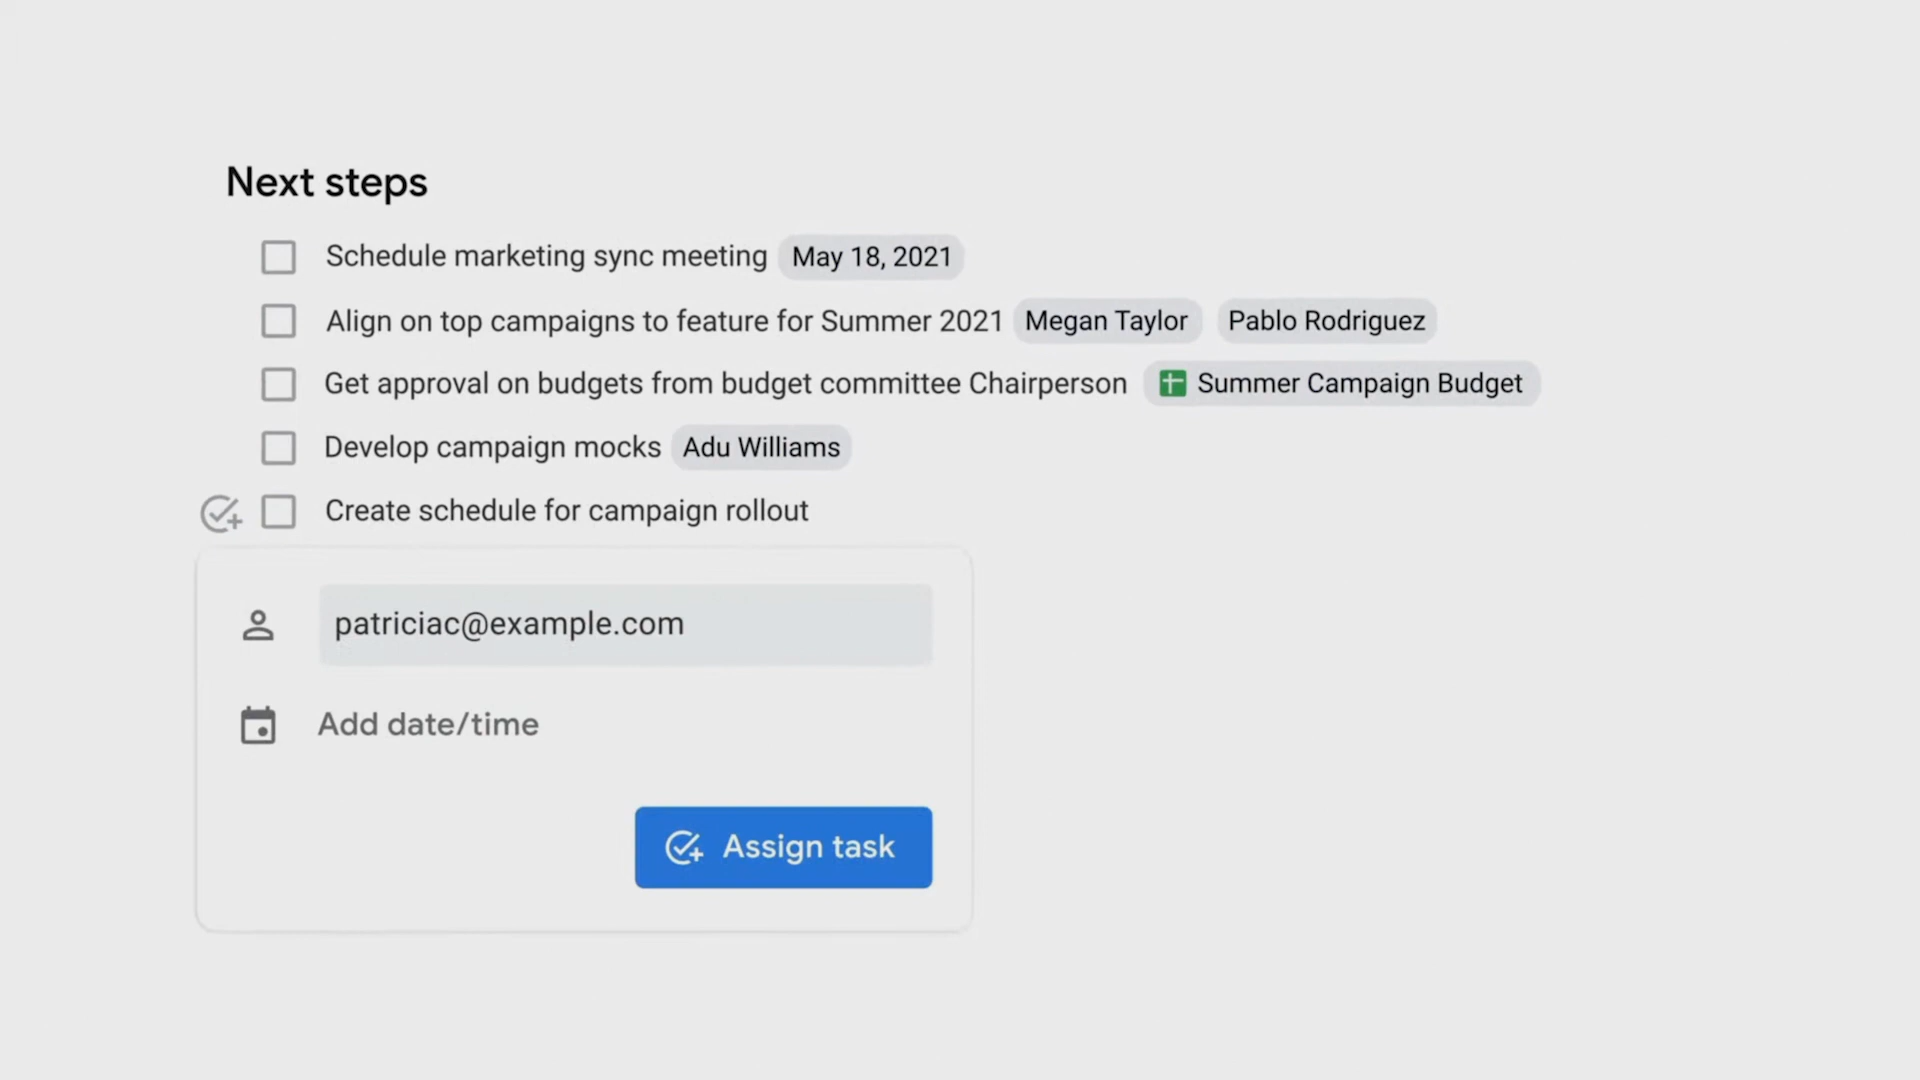 Next steps
Schedule marketing sync meeting May 18, 2021
Align on top campaigns to feature for Summer 2021 Megan Taylor Pablo Rodriguez
Get approval on budgets from budget committee Chairperson Summer Campaign Budget
Develop campaign mocks Adu Williams
Create schedule for campaign rollout
patriciac@example.com
Add date/time
Assign task